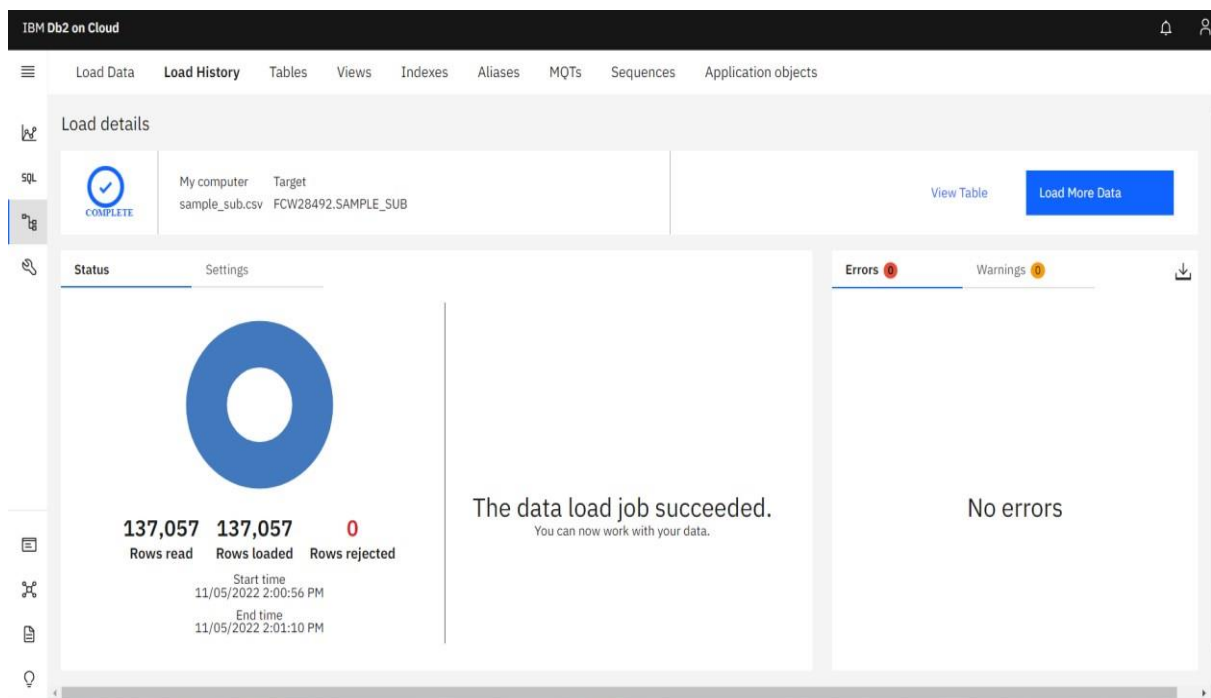 IBM Db2 on Cloud
Load Data Load History Tables Views Indexes Aliases MQTs Sequences Application objects
Load details
SQL
COMPLETE
My computer Target
sample_sub.csv FCW28492.SAMPLE_SUB
View Table
Load More Data
Status Settings
Errors 0 Warnings 0
137,057 137,057 0
Rows read Rows loaded Rows rejected
Start time
11/05/2022 2:00:56 PM
End time
11/05/2022 2:01:10 PM
The data load job succeeded.
You can now work with your data.
No errors